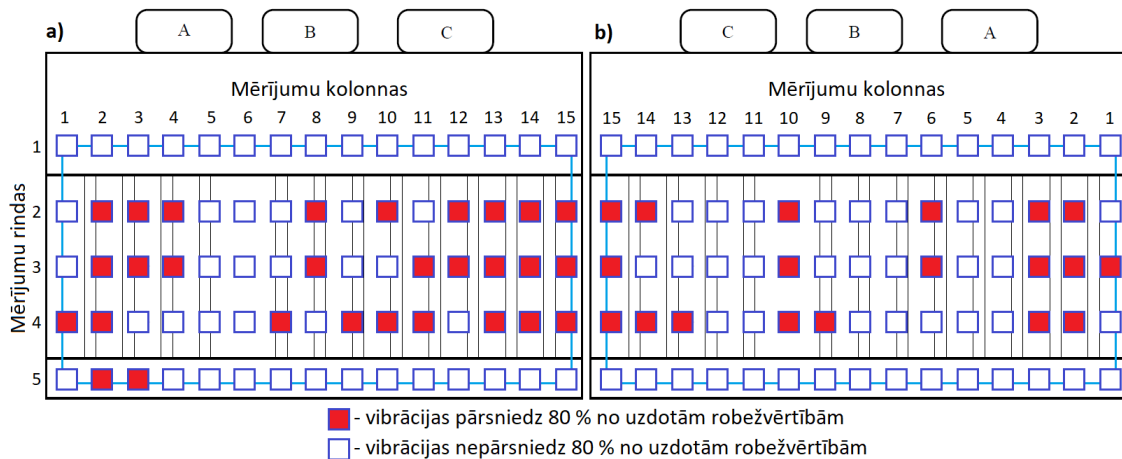 a) A B C
b) C B A
Mērījumu kolonnas
Mērījumu kolonnas
1 2 3 4 5 6 7 8 9 10 11 12 13 14 15
15 14 13 12 11 10 9 8 7 6 5 4 3 2 1
Mērījumu rindas
1
2
3
4
5
- vibrācijas pārsniedz 80 % no uzdotām robežvērtībām
- vibrācijas nepārsniedz 80 % no uzdotām robežvērtībām